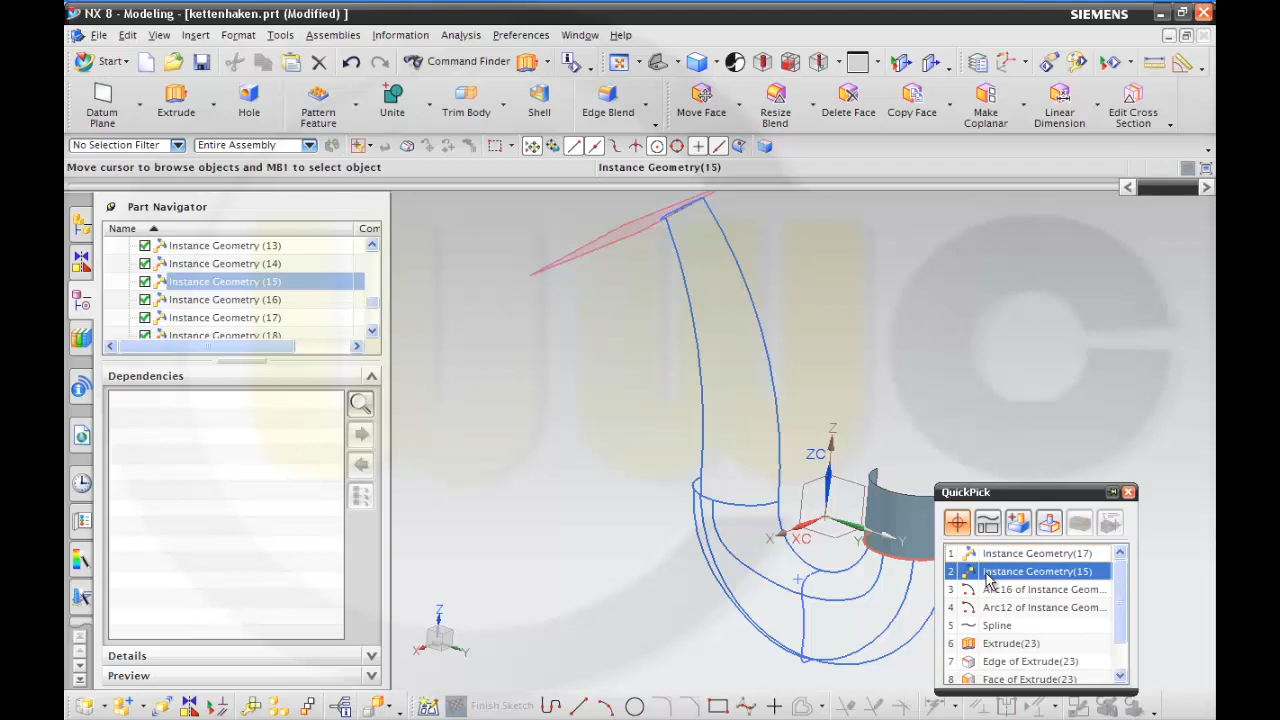 NX 8 - Modeling - [kettenhaken.prt (Modified) ]
SIEMENS
File Edit View Insert Format Tools Assemblies Information Analysis Preferences Window Help
Start
Command Finder
Datum Plane
Extrude
Hole
Pattern Feature
Unite
Trim Body
Shell
Edge Blend
Move Face
Resize Blend
Delete Face
Copy Face
Make Coplanar
Linear Dimension
Edit Cross Section
No Selection Filter
Entire Assembly
Move cursor to browse objects and MB1 to select object
Instance Geometry(15)
Part Navigator
Name
Com
Instance Geometry (13)
Instance Geometry (14)
Instance Geometry (15)
Instance Geometry (16)
Instance Geometry (17)
Instance Geometry (18)
Dependencies
Details
Preview
Z
ZC
X
XC
Y
Y
Z
X
Y
QuickPick
1 Instance Geometry(17)
2 Instance Geometry(15)
3 Arc16 of Instance Geom...
4 Arc12 of Instance Geom...
5 Spline
6 Extrude(23)
7 Edge of Extrude(23)
8 Face of Extrude(23)
Finish Sketch